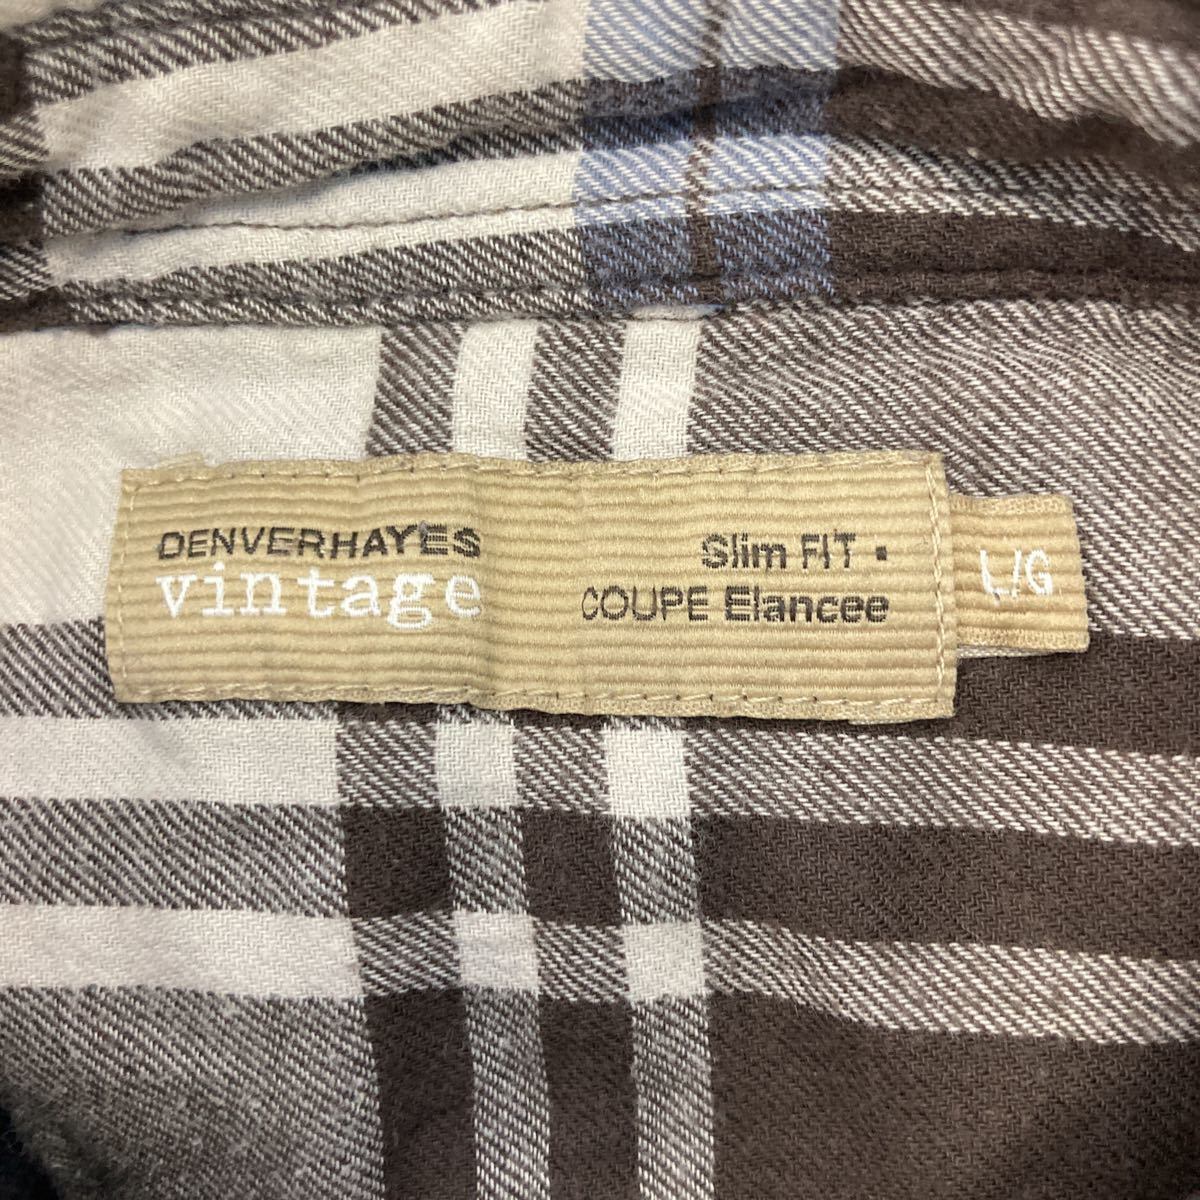 DENVERHAYES
vintage
Slim FIT ▪
COUPE Elancee
L/G